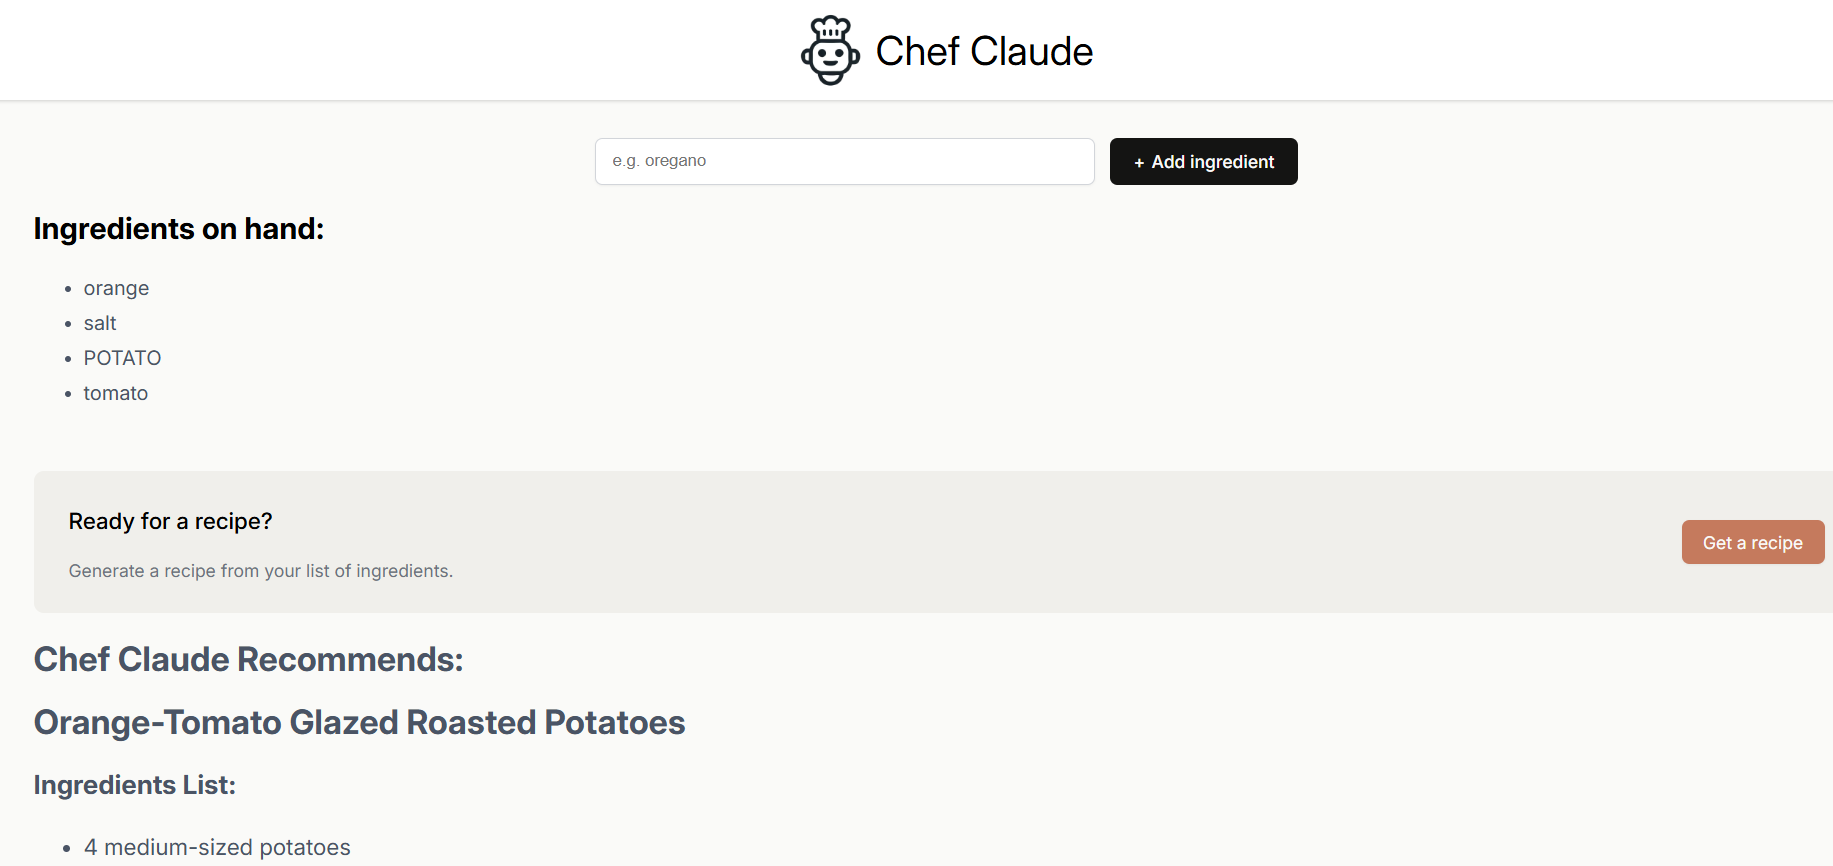 Chef Claude
e.g. oregano
+ Add ingredient
Ingredients on hand:
orange
salt
POTATO
tomato
Ready for a recipe?
Generate a recipe from your list of ingredients.
Get a recipe
Chef Claude Recommends:
Orange-Tomato Glazed Roasted Potatoes
Ingredients List:
4 medium-sized potatoes